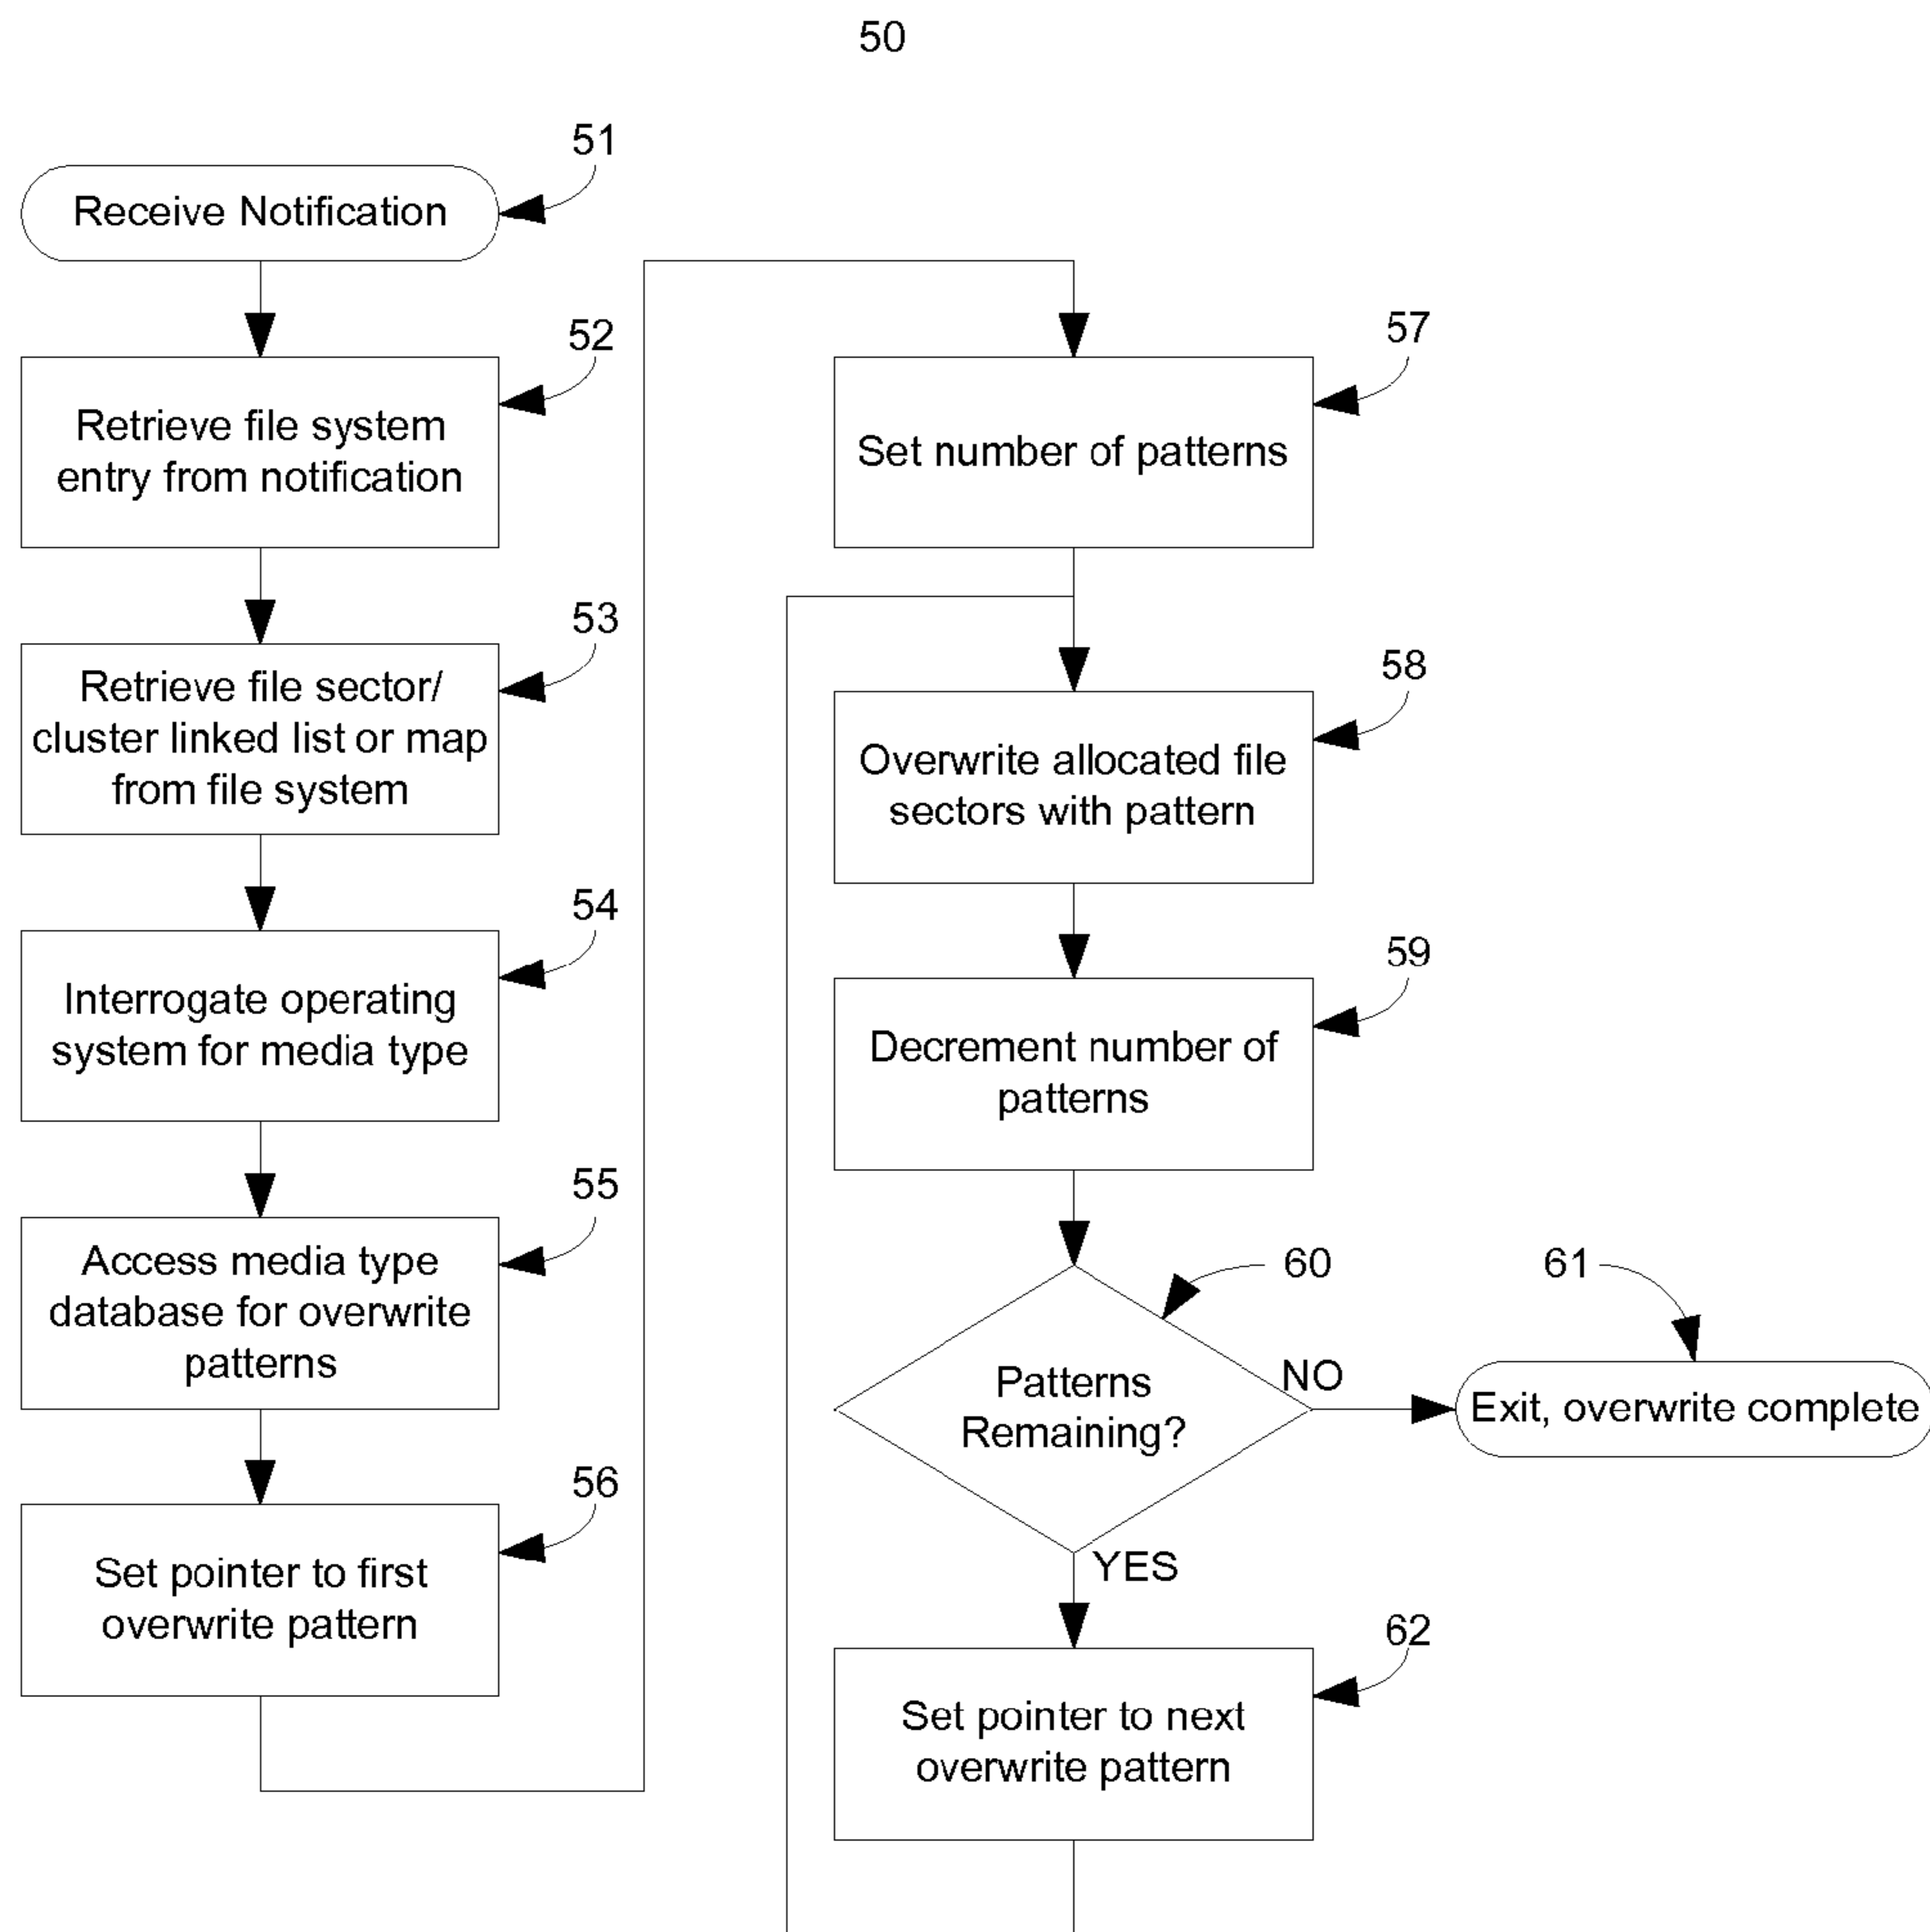 50
51
Receive Notification
52
Retrieve file system
entry from notification
53
Retrieve file sector/
cluster linked list or map
from file system
54
Interrogate operating
system for media type
55
Access media type
database for overwrite
patterns
56
Set pointer to first
overwrite pattern
57
Set number of patterns
58
Overwrite allocated file
sectors with pattern
59
Decrement number of
patterns
60
Patterns
Remaining?
NO
61
Exit, overwrite complete
YES
62
Set pointer to next
overwrite pattern